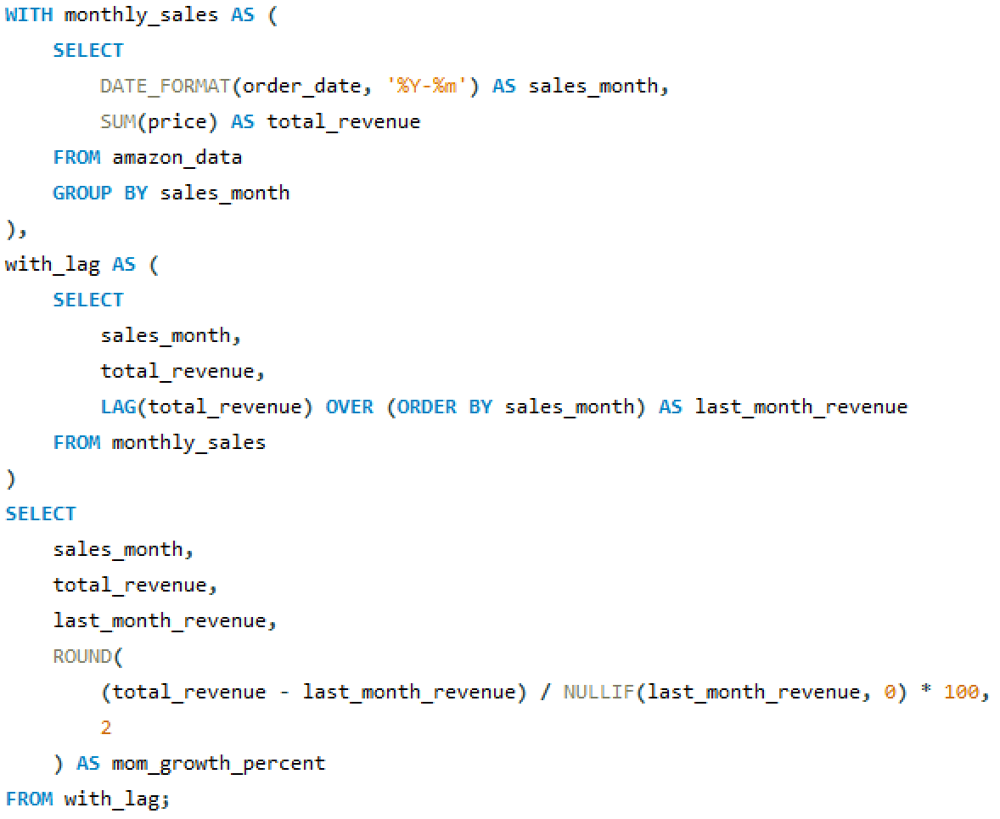 WITH monthly_sales AS (
    SELECT
        DATE_FORMAT(order_date, '%Y-%m') AS sales_month,
        SUM(price) AS total_revenue
    FROM amazon_data
    GROUP BY sales_month
),
with_lag AS (
    SELECT
        sales_month,
        total_revenue,
        LAG(total_revenue) OVER (ORDER BY sales_month) AS last_month_revenue
    FROM monthly_sales
)
SELECT
    sales_month,
    total_revenue,
    last_month_revenue,
    ROUND(
        (total_revenue - last_month_revenue) / NULLIF(last_month_revenue, 0) * 100,
        2
    ) AS mom_growth_percent
FROM with_lag;